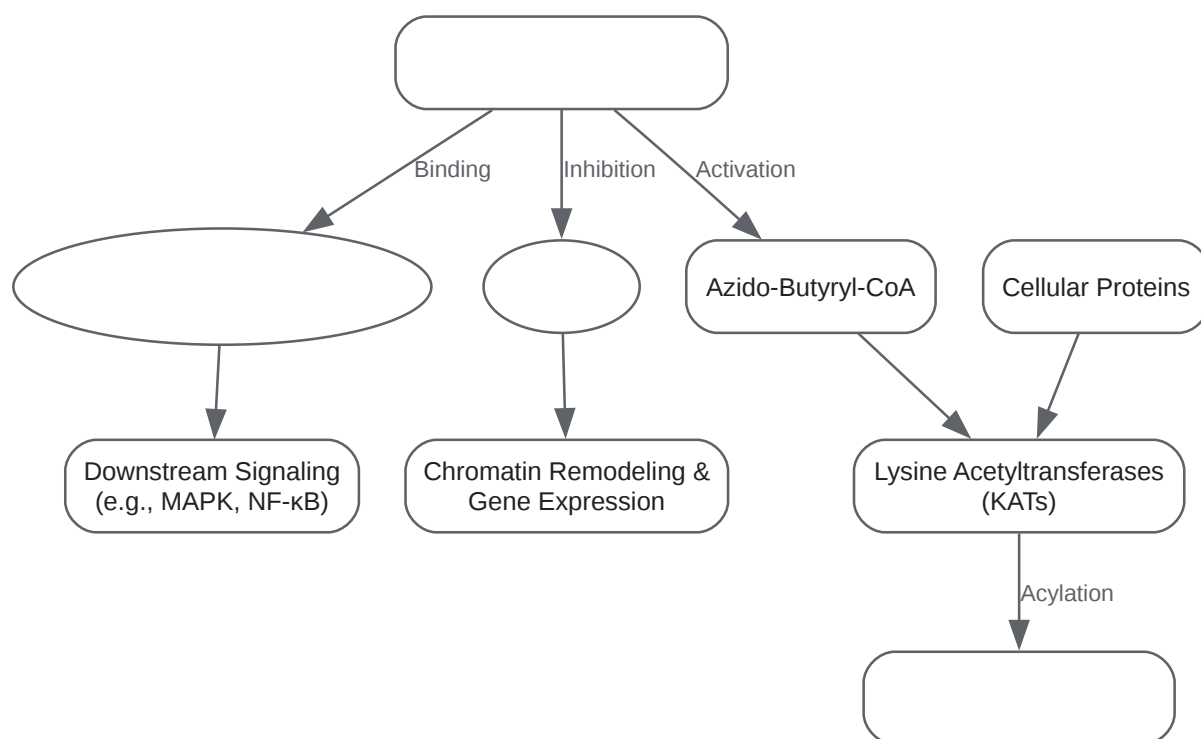 Binding
Inhibition
Activation
Azido-Butyryl-CoA
Cellular Proteins
Downstream Signaling
(e.g., MAPK, NF-κB)
Chromatin Remodeling &
Gene Expression
Lysine Acetyltransferases
(KATs)
Acylation